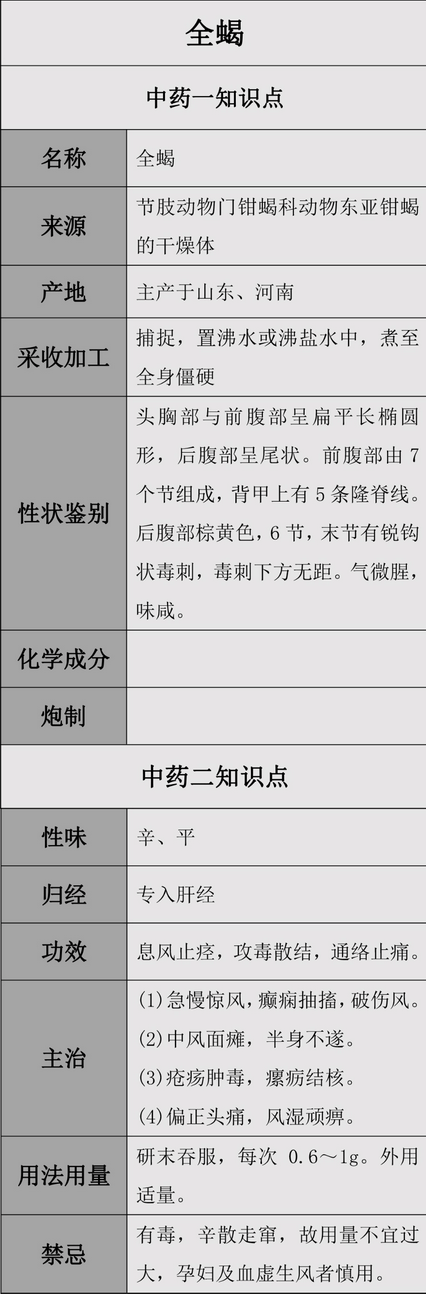 全蝎
中药一知识点
名称
全蝎
来源
节肢动物门钳蝎科动物东亚钳蝎
的干燥体
产地
主产于山东、河南
采收加工
捕捉，置沸水或沸盐水中，煮至
全身僵硬
性状鉴别
头胸部与前腹部呈扁平长椭圆
形，后腹部呈尾状。前腹部由 7
个节组成，背甲上有 5 条隆脊线。
后腹部棕黄色，6 节，末节有锐钩
状毒刺，毒刺下方无距。气微腥，
味咸。
化学成分
炮制
中药二知识点
性味
辛、平
归经
专入肝经
功效
息风止痉，攻毒散结，通络止痛。
主治
(1)急慢惊风，癫痫抽搐，破伤风。
(2)中风面瘫，半身不遂。
(3)疮疡肿毒，瘰疬结核。
(4)偏正头痛，风湿顽痹。
用法用量
研末吞服，每次 0.6～1g。外用
适量。
禁忌
有毒，辛散走窜，故用量不宜过
大，孕妇及血虚生风者慎用。